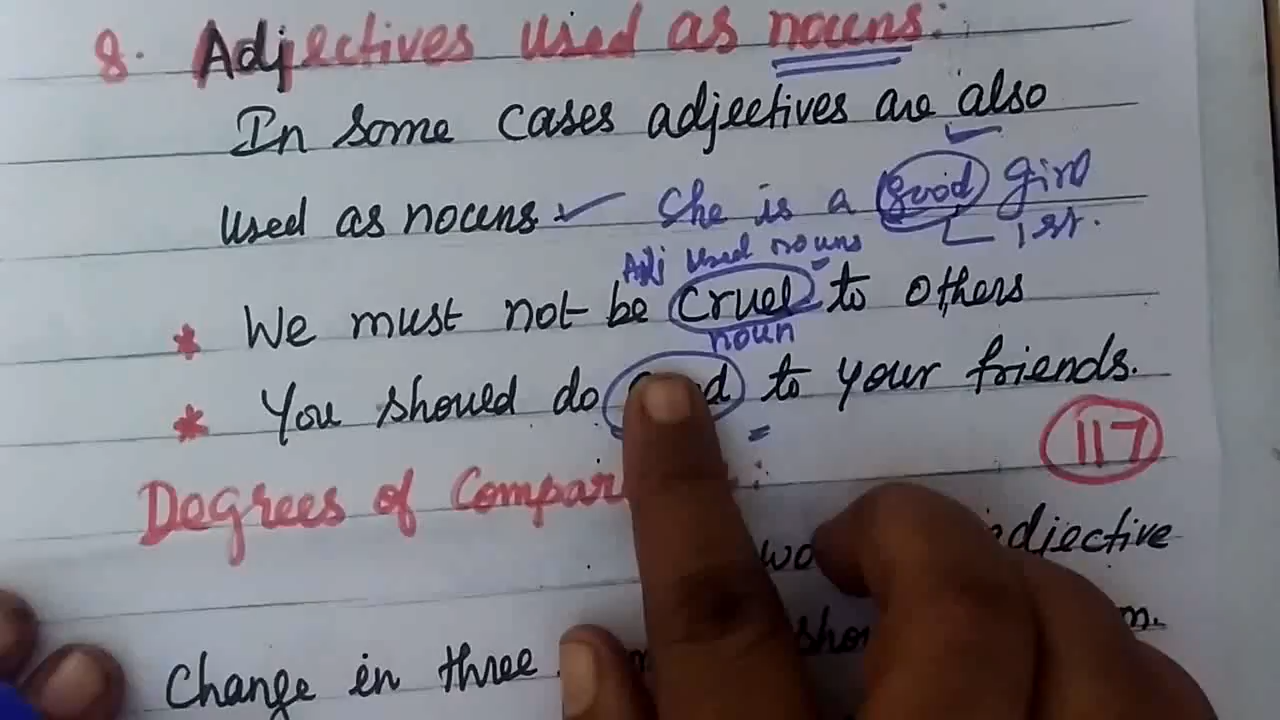 8. Adjectives used as nouns:
In some cases adjectives are also
used as nouns She is a good girl
1st.
Adj used nouns
* We must not be cruel to others
noun
* You should do to your friends.
117
Degrees of
adjective
Change in three